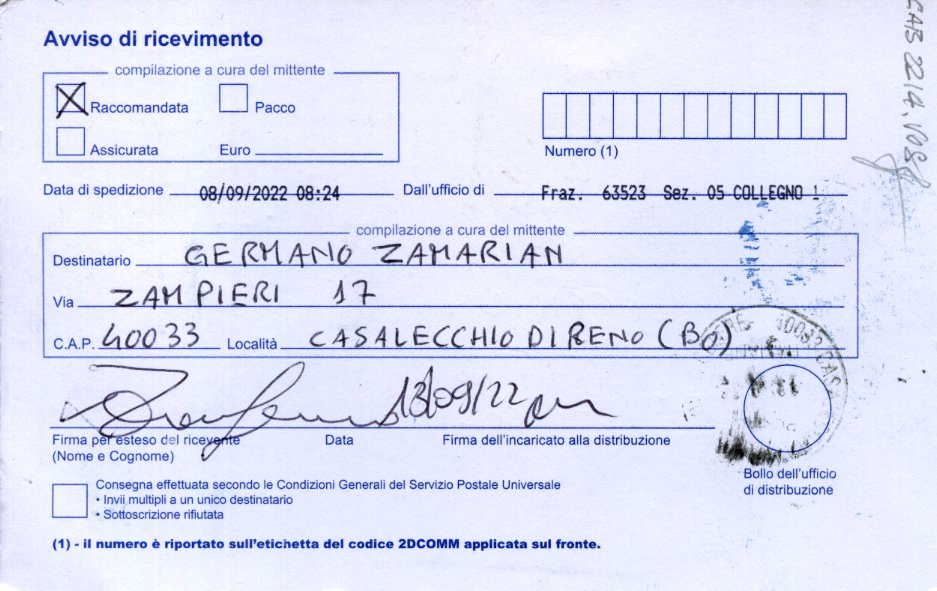 Avviso di ricevimento
compilazione a cura del mittente
Raccomandata Pacco
Assicurata Euro
Numero (1)
Data di spedizione 08/09/2022 08:24 Dall'ufficio di Fraz. 63523 Sez. 05 COLLEGNO 1
compilazione a cura del mittente
Destinatario GERMANO ZAMARIAN
Via ZAMPIERI 17
C.A.P. 40033 Località CASALECCHIO DI RENO (BO)
13/09/22
Firma per esteso del ricevente Data Firma dell'incaricato alla distribuzione
(Nome e Cognome)
Bollo dell'ufficio
di distribuzione
Consegna effettuata secondo le Condizioni Generali del Servizio Postale Universale
• Invii multipli a un unico destinatario
• Sottoscrizione rifiutata
(1) - il numero è riportato sull'etichetta del codice 2DCOMM applicata sul fronte.